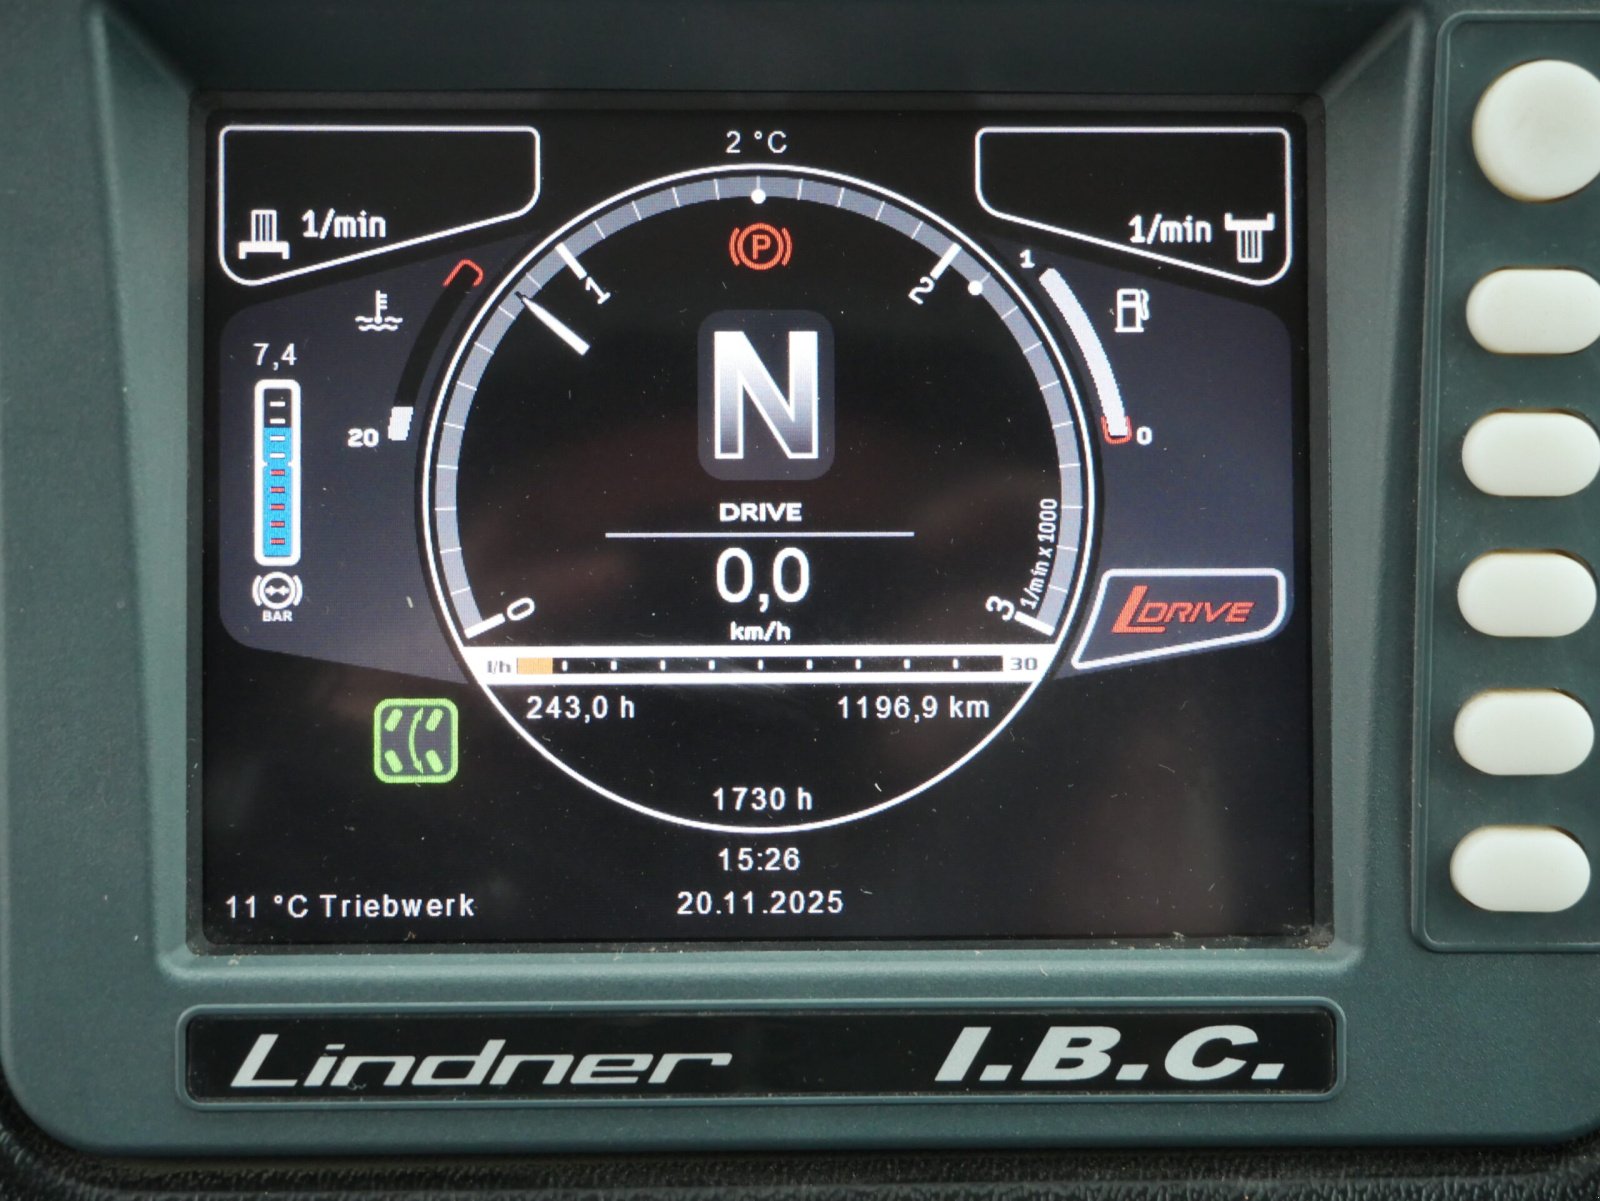 2 °C
1/min
1/min
1
2
1
7,4
20
N
0
DRIVE
0,0
km/h
BAR
0
3
1/min x 1000
LDRIVE
l/h
30
243,0 h
1196,9 km
1730 h
15:26
11 °C Triebwerk
20.11.2025
Lindner
I.B.C.
P